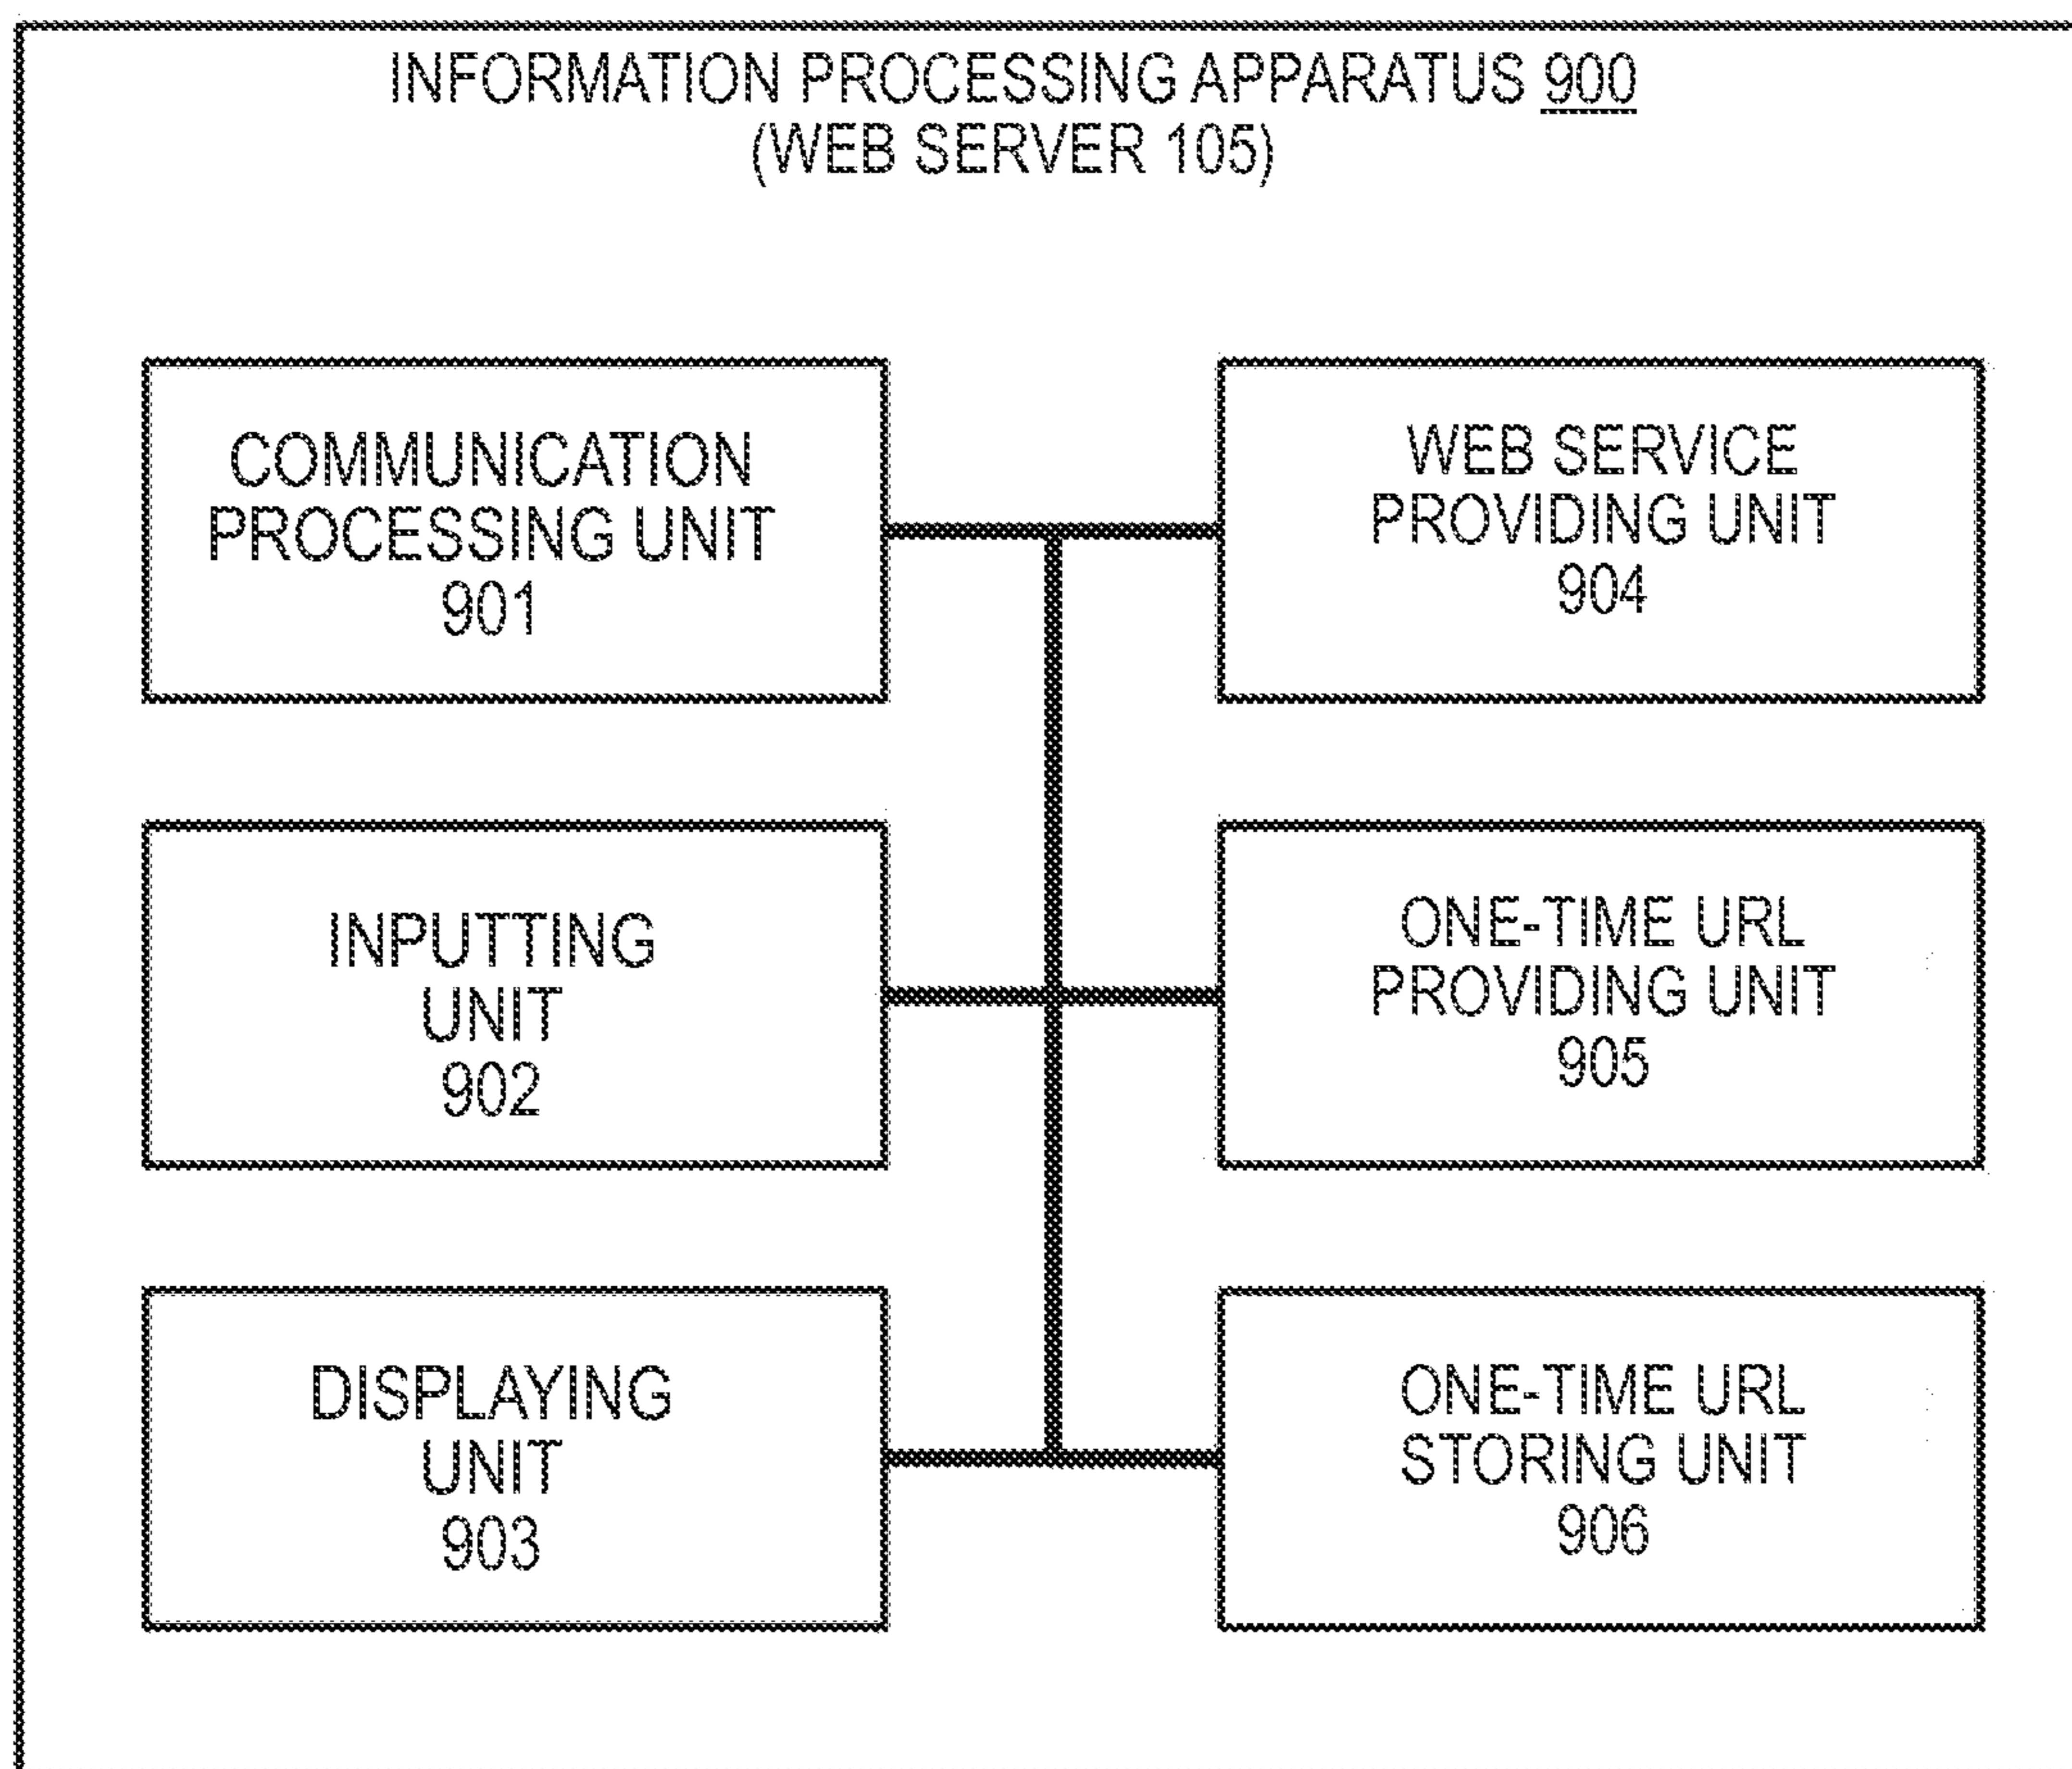 INFORMATION PROCESSING APPARATUS 900
(WEB SERVER 105)
COMMUNICATION
PROCESSING UNIT
901
WEB SERVICE
PROVIDING UNIT
904
INPUTTING
UNIT
902
ONE-TIME URL
PROVIDING UNIT
905
DISPLAYING
UNIT
903
ONE-TIME URL
STORING UNIT
906